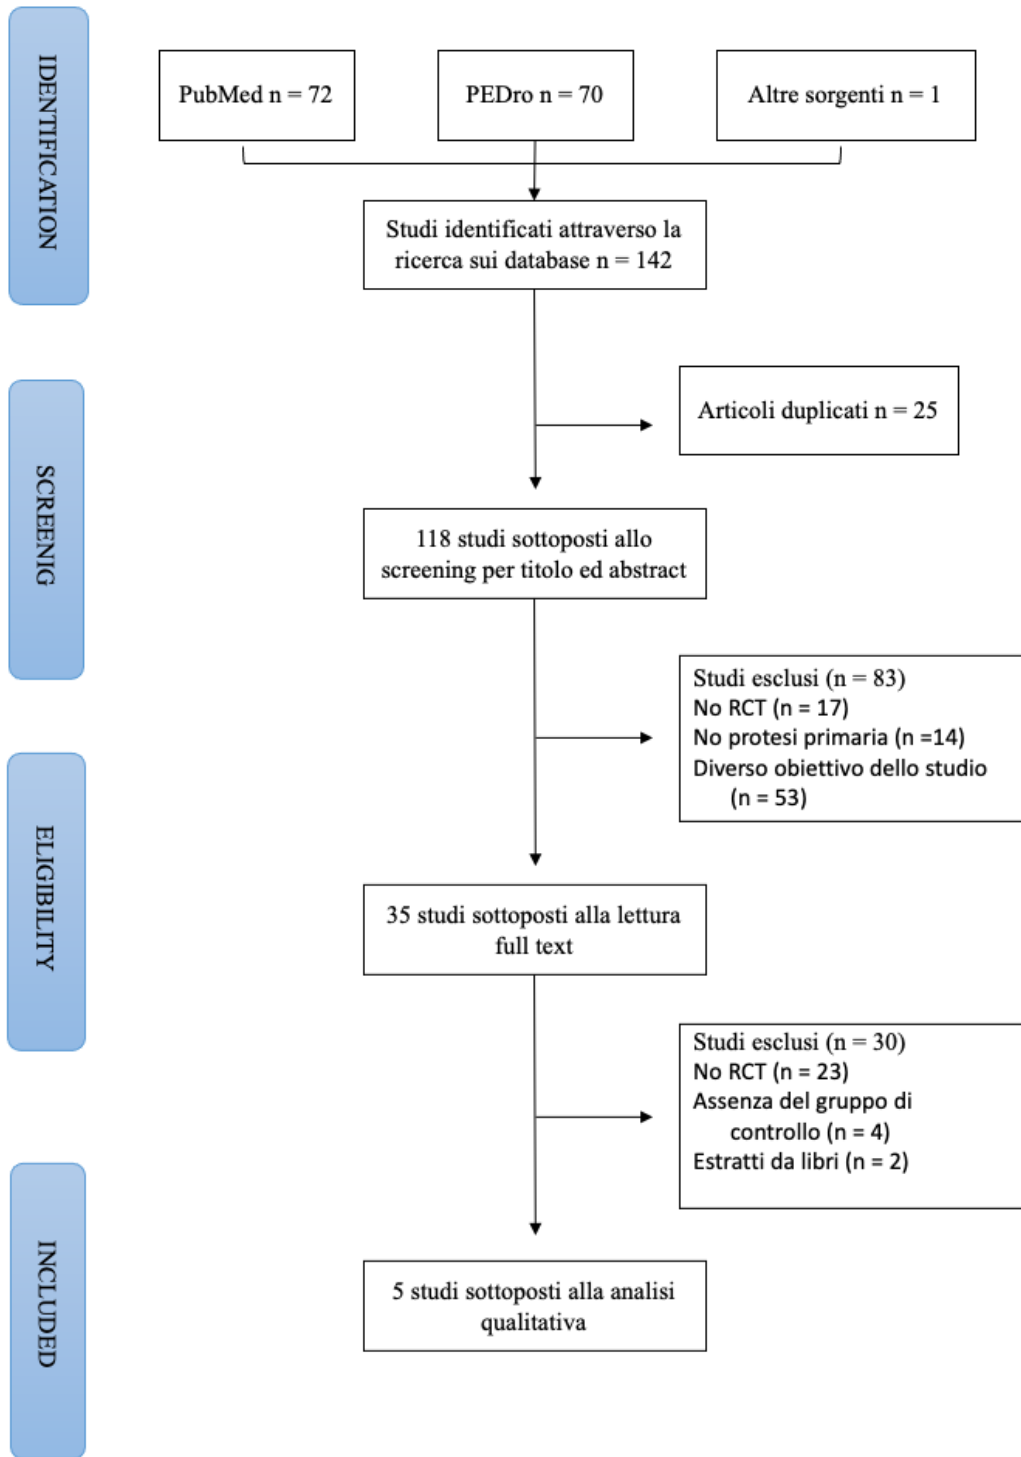 IDENTIFICATION
PubMed n = 72
PEDro n = 70
Altre sorgenti n = 1
Studi identificati attraverso la
ricerca sui database n = 142
SCREENIG
Articoli duplicati n = 25
118 studi sottoposti allo
screening per titolo ed abstract
Studi esclusi (n = 83)
No RCT (n = 17)
No protesi primaria (n =14)
Diverso obiettivo dello studio
(n = 53)
ELIGIBILITY
35 studi sottoposti alla lettura
full text
Studi esclusi (n = 30)
No RCT (n = 23)
Assenza del gruppo di
controllo (n = 4)
Estratti da libri (n = 2)
INCLUDED
5 studi sottoposti alla analisi
qualitativa